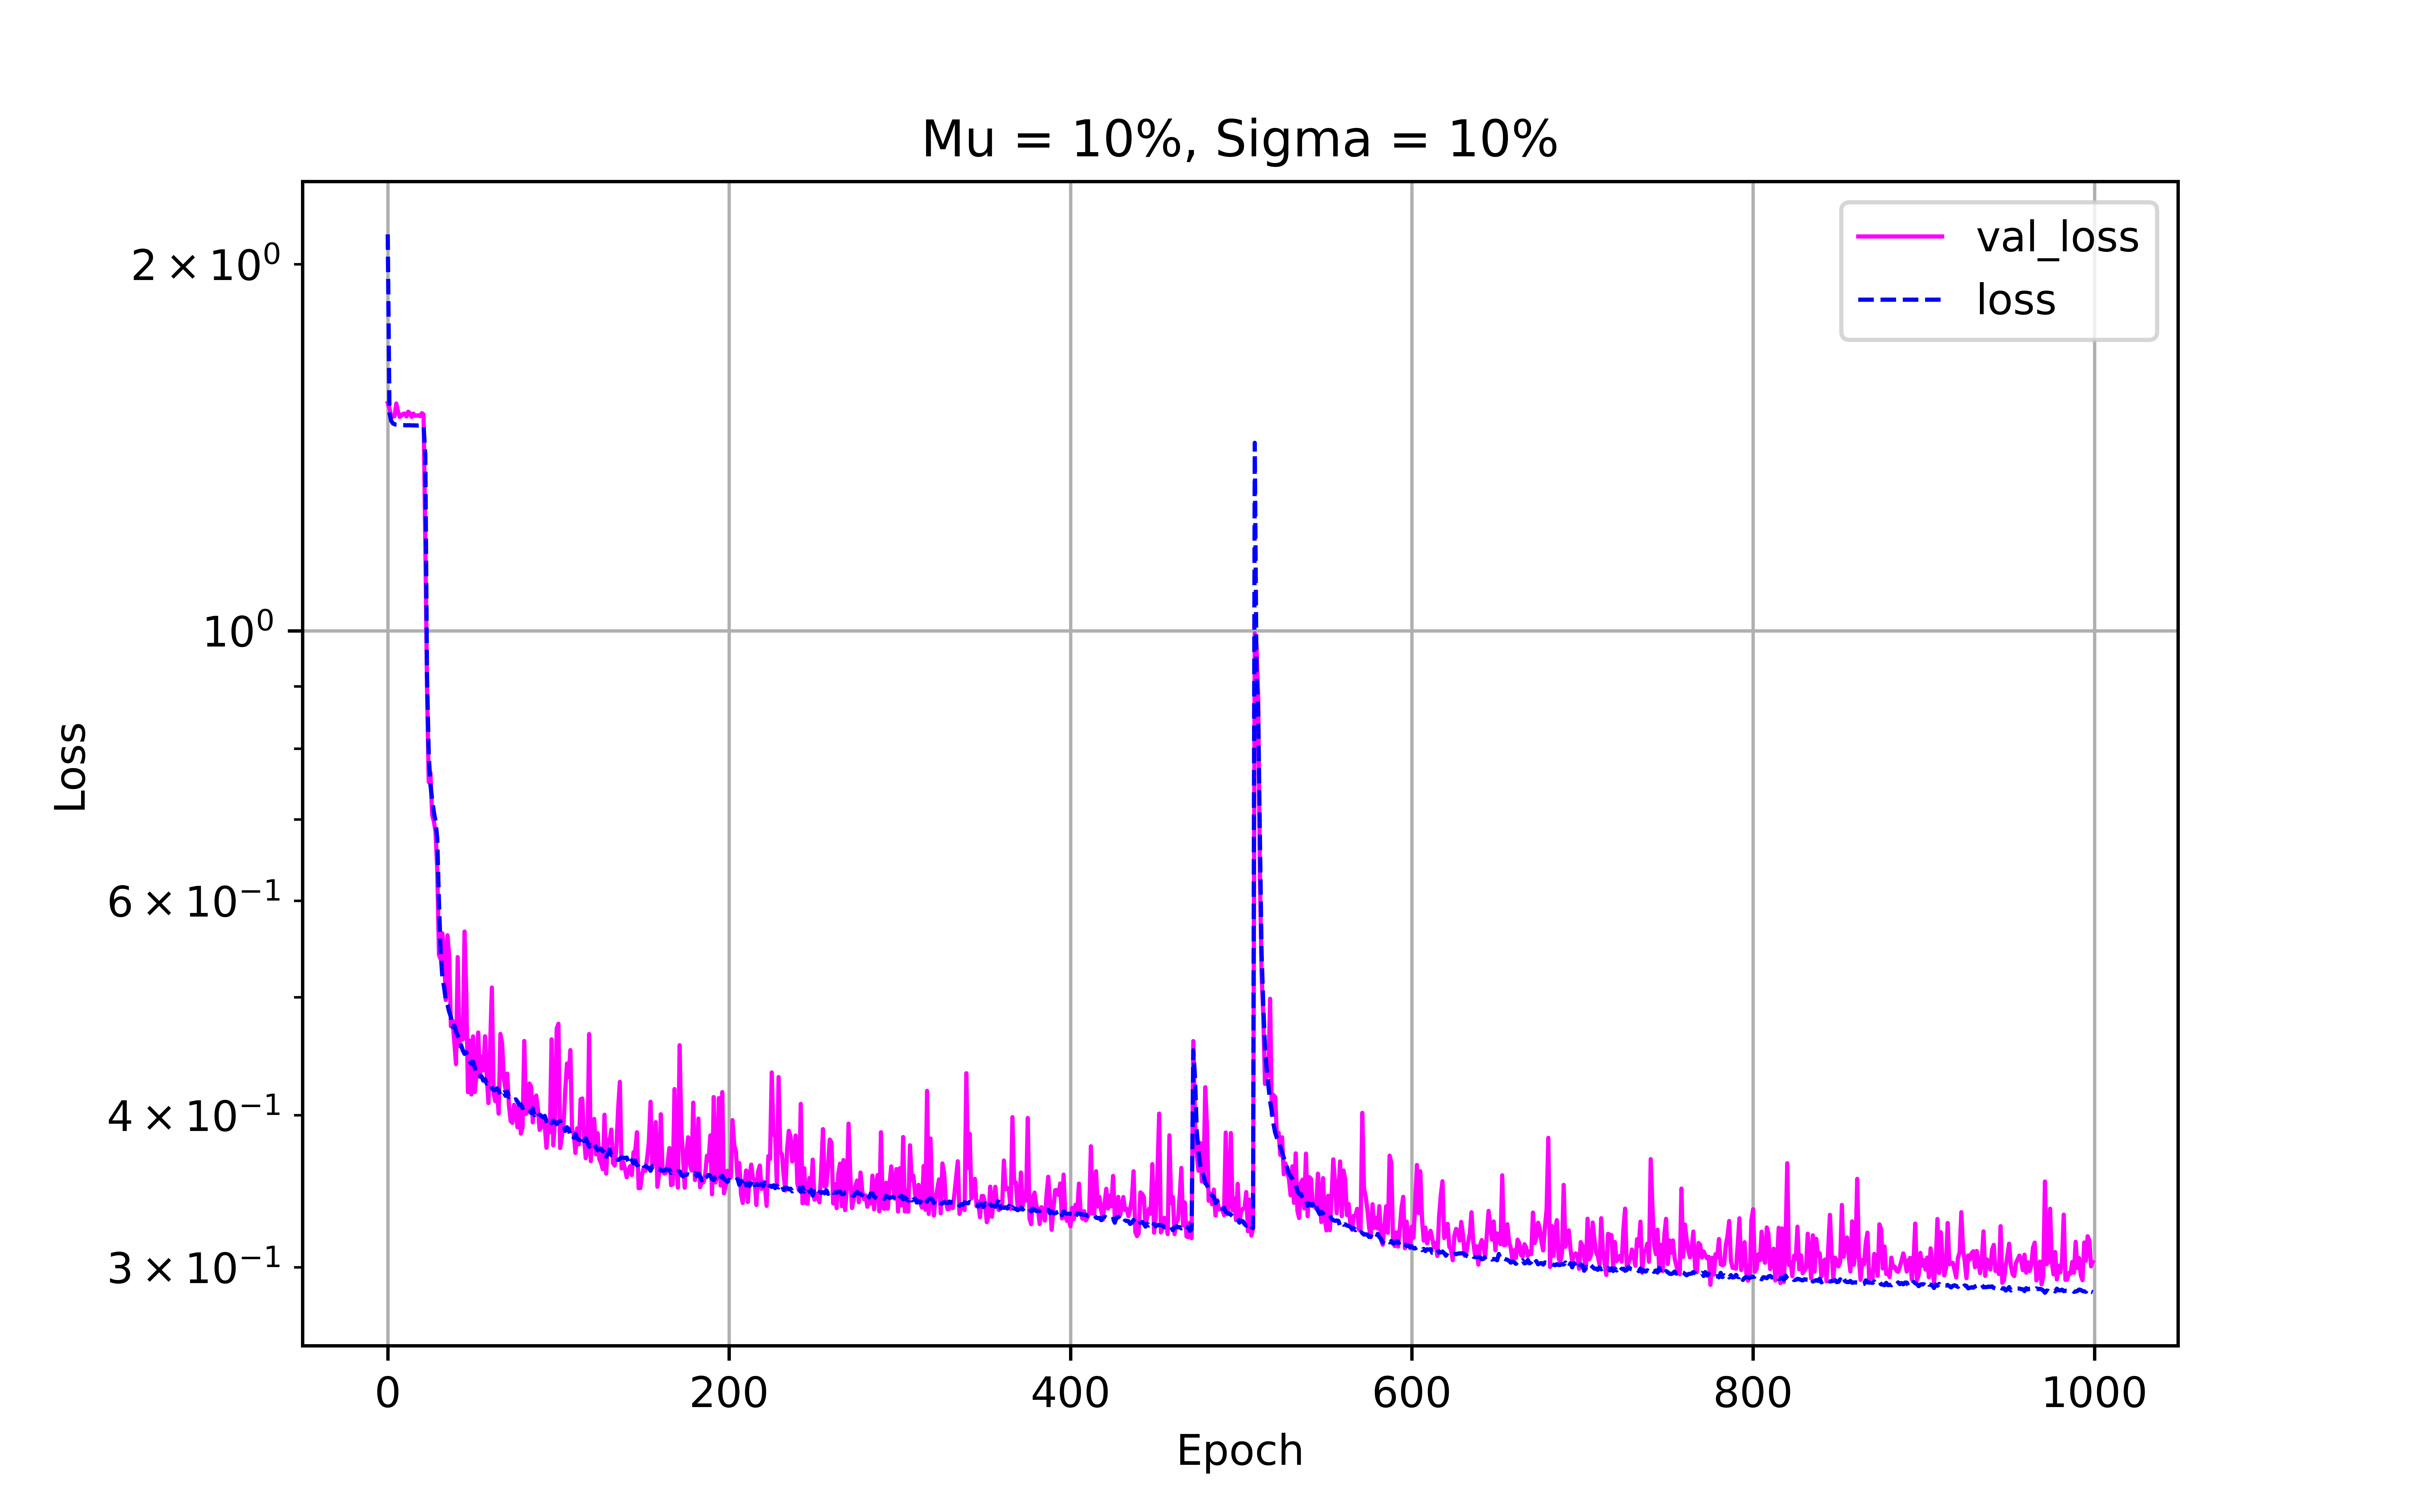 Mu = 10%, Sigma = 10%
val_loss
loss
2 × 10⁰
10⁰
6 × 10⁻¹
4 × 10⁻¹
3 × 10⁻¹
Loss
0 200 400 600 800 1000
Epoch